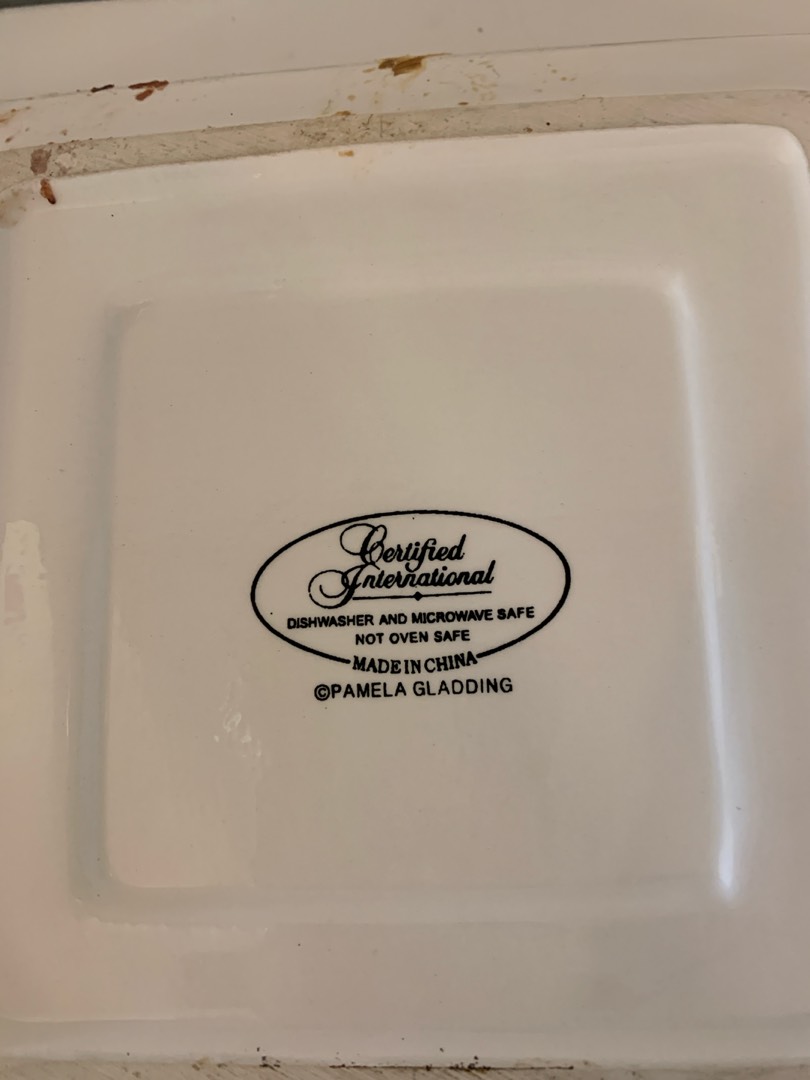 Certified
International
DISHWASHER AND MICROWAVE SAFE
NOT OVEN SAFE
MADE IN CHINA
©PAMELA GLADDING